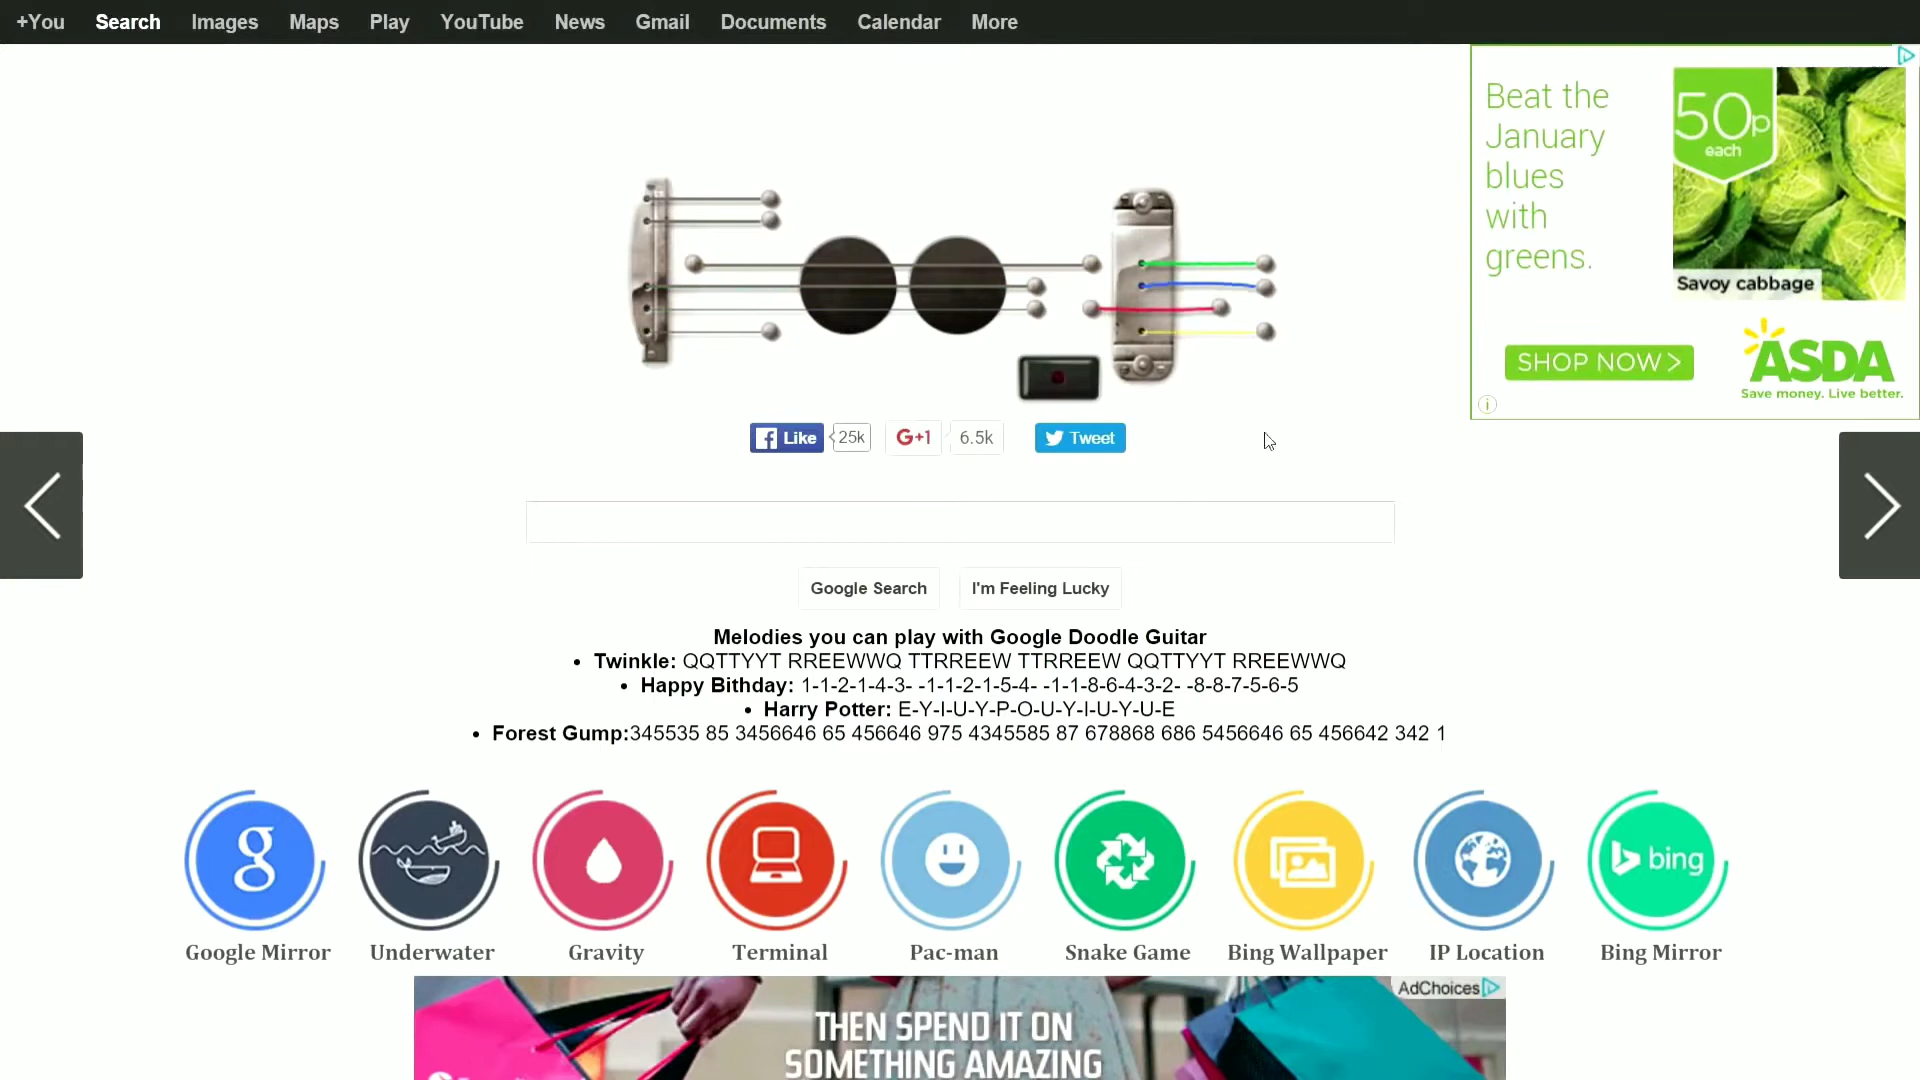 +You Search Images Maps Play YouTube News Gmail Documents Calendar More
Beat the
January
blues
with
greens.
50p
each
Savoy cabbage
SHOP NOW >
ASDA
Save money. Live better.
Like 25k G+1 6.5k Tweet
Google Search I'm Feeling Lucky
Melodies you can play with Google Doodle Guitar
• Twinkle: QQTTYYT RREEWWQ TTRREEW TTRREEW QQTTYYT RREEWWQ
• Happy Bithday: 1-1-2-1-4-3- -1-1-2-1-5-4- -1-1-8-6-4-3-2- -8-8-7-5-6-5
• Harry Potter: E-Y-I-U-Y-P-O-U-Y-I-U-Y-U-E
• Forest Gump:345535 85 3456646 65 456646 975 4345585 87 678868 686 5456646 65 456642 342 1
g
bing
Google Mirror Underwater Gravity Terminal Pac-man Snake Game Bing Wallpaper IP Location Bing Mirror
AdChoices
THEN SPEND IT ON
SOMETHING AMAZING